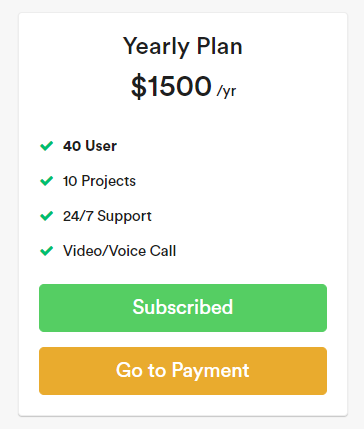 Yearly Plan
$1500 /yr
40 User
10 Projects
24/7 Support
Video/Voice Call
Subscribed
Go to Payment